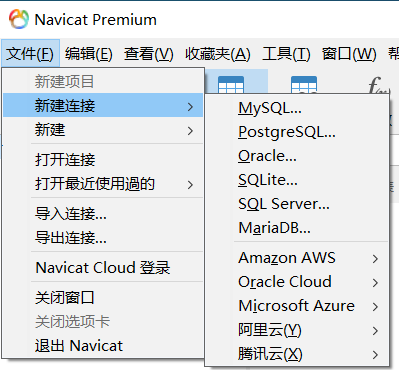 Navicat Premium
文件(F) 编辑(E) 查看(V) 收藏夹(A) 工具(T) 窗口(W)
新建项目
新建连接
新建
打开连接
打开最近使用過的
导入连接...
导出连接...
Navicat Cloud 登录
关闭窗口
关闭选项卡
退出 Navicat
MySQL...
PostgreSQL...
Oracle...
SQLite...
SQL Server...
MariaDB...
Amazon AWS
Oracle Cloud
Microsoft Azure
阿里云(Y)
腾讯云(X)